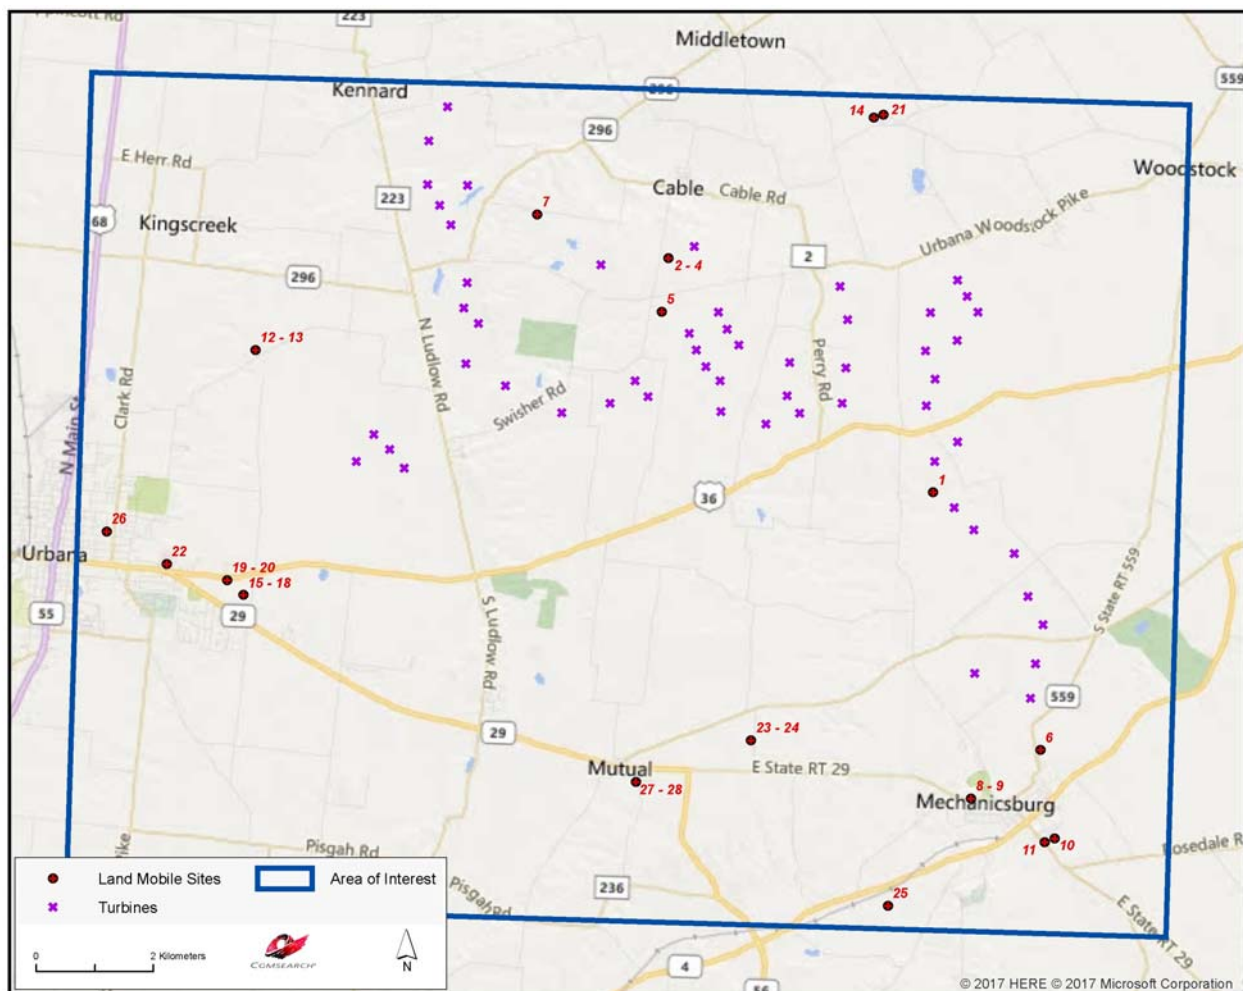 223
Middletown
559
Kennard
296
14
21
296
E Herr Rd
Woodstock
Cable
Cable Rd
223
7
68
Kingscreek
Urbana Woodstock Pike
2
2 - 4
296
5
12 - 13
Perry Rd
Clark Rd
N Ludlow Rd
Swisher Rd
N Main St
36
1
26
Urbana
22
19 - 20
15 - 18
S State RT 559
55
29
S Ludlow Rd
559
29
23 - 24
6
Mutual
E State RT 29
27 - 28
8 - 9
Mechanicsburg
Pisgah Rd
11
10
Rosedale R
Pike
Land Mobile Sites
Area of Interest
236
25
Turbines
Pisgah Rd
E State RT 29
COMSEARCH
0
2 Kilometers
N
4
56
© 2017 HERE © 2017 Microsoft Corporation